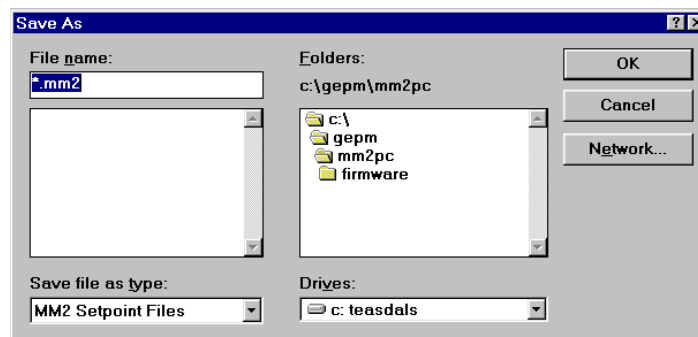 Save As
File name:
*.mm2
Save file as type:
MM2 Setpoint Files
Folders:
c:\gepm\mm2pc
c:\
gepm
mm2pc
firmware
Drives:
c: teasdals
OK
Cancel
Network...